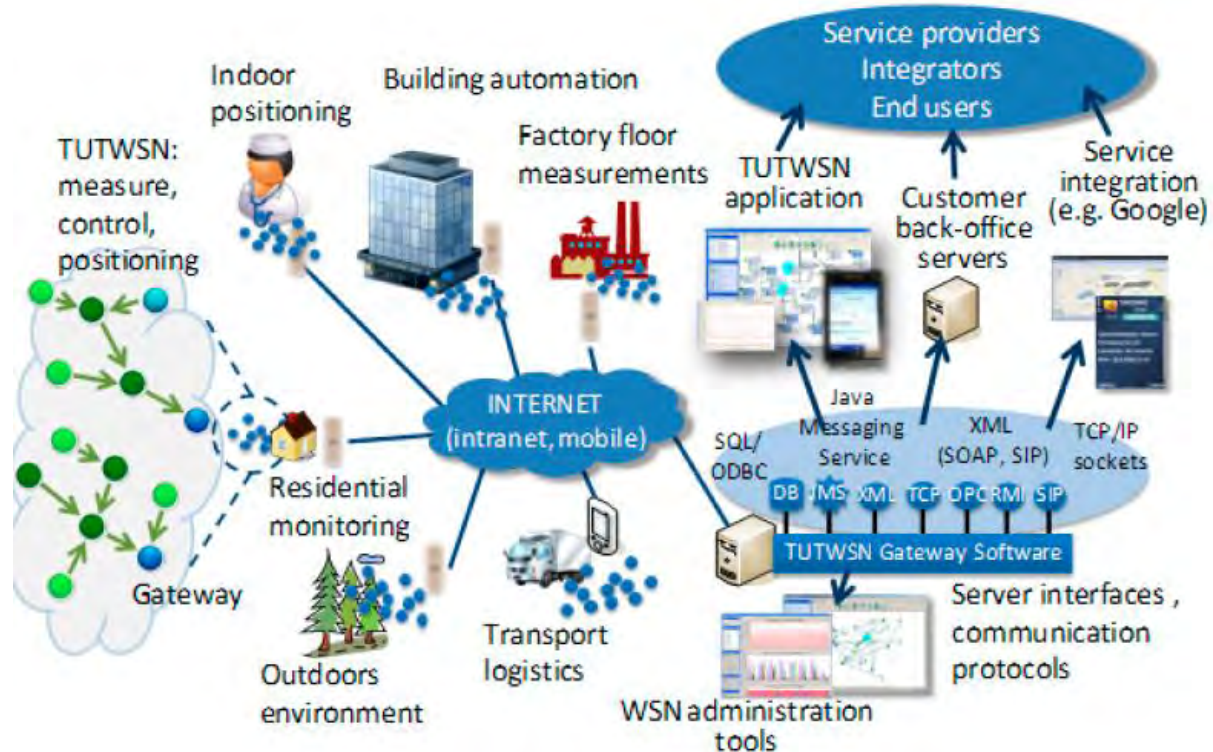 Service providers
Integrators
End users
Indoor
positioning
Building automation
Factory floor
measurements
TUTWSN:
measure,
control,
positioning
TUTWSN
application
Customer
back-office
servers
Service
integration
(e.g. Google)
INTERNET
(intranet, mobile)
SQL/
ODBC
Java
Messaging
Service
XML
(SOAP, SIP)
TCP/IP
sockets
DB JMS XML TCP OPC RMI SIP
TUTWSN Gateway Software
Residential
monitoring
Gateway
Outdoors
environment
Transport
logistics
Server interfaces ,
communication
protocols
WSN administration
tools